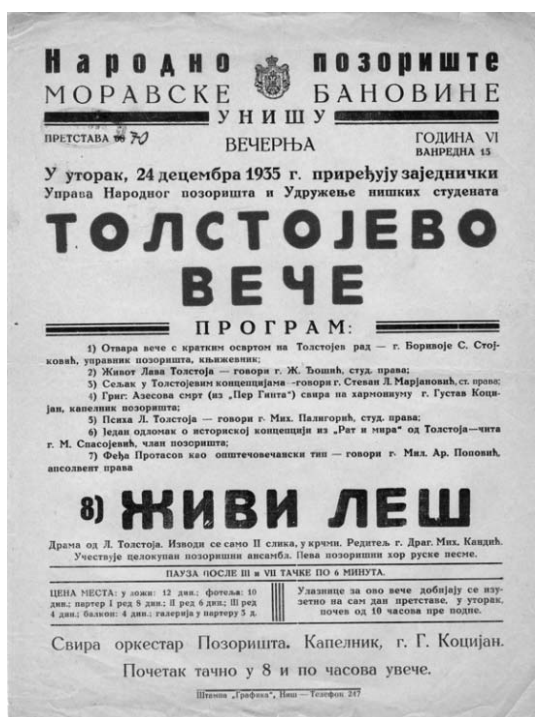 Народно позориште
МОРАВСКЕ БАНОВИНЕ
У НИШУ
ПРЕТСТАВА 70
ВЕЧЕРЊА
ГОДИНА VI
ВАНРЕДНА 15
У уторак, 24 децембра 1935 г. приређују заједнички
Управа Народног позоришта и Удружење нишких студената
ТОЛСТОЈЕВО
ВЕЧЕ
ПРОГРАМ:
1) Отвара вече с кратким освртом на Толстојев рад — г. Боривоје С. Стој-
ковић, управник позоришта, књижевник;
2) Живот Лава Толстоја — говори г. Ж. Ђошић, студ. права;
3) Сељак у Толстојевим концепцијама —говори г. Стеван Л. Марјановић, ст. права;
4) Григ: Азесова смрт (из „Пер Гинта“) свира на хармониуму г. Густав Коци-
јан, капелник позоришта;
5) Психа Л. Толстоја — говори г. Мих. Палигорић, студ. права;
6) Један одломак о историској концепцији из „Рат и мира“ од Толстоја—чита
г. М. Спасојевић, члан позоришта;
7) Феђа Протасов као општечовечански тип — говори г. Мил. Ар. Поповић,
апсолвент права
8) ЖИВИ ЛЕШ
Драма од Л. Толстоја. Изводи се само II слика, у крчми. Редитељ г. Драг. Мих. Кандић.
Учествује целокупан позоришни ансамбл. Пева позоришни хор руске песме.
ПАУЗА ПОСЛЕ III и VII ТАЧКЕ ПО 6 МИНУТА.
ЦЕНА МЕСТА: у ложи: 12 дин.; фотеља: 10
дин.; партер I ред 8 дин.; II ред 6 дин.; III ред
4 дин.; балкон: 4 дин.; галерија у партеру 3 д.
Улазнице за ово вече добијају се изу-
зетно на сам дан претставе, у уторак,
почев од 10 часова пре подне.
Свира оркестар Позоришта. Капелник, г. Г. Коцијан.
Почетак тачно у 8 и по часова увече.
Штампа „Графика“, Ниш — Телефон 247